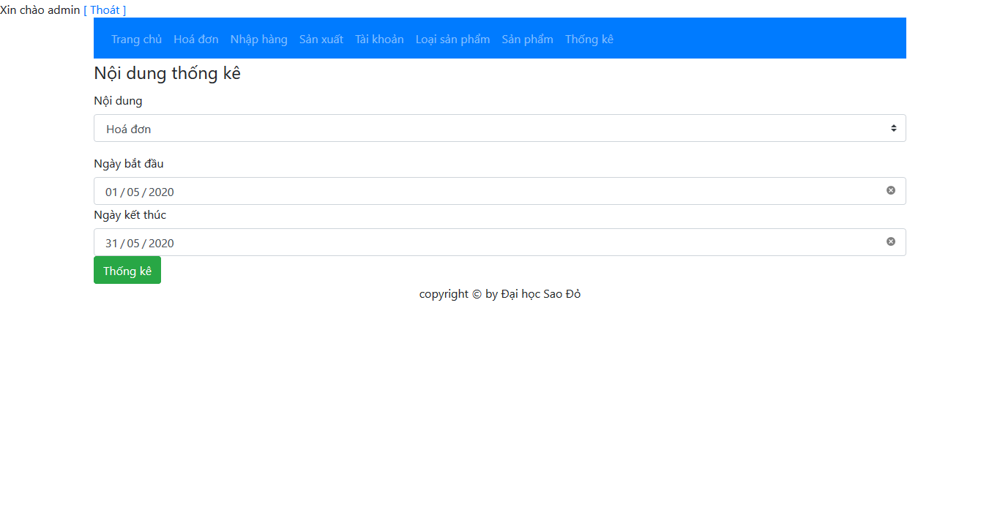 Xin chào admin [ Thoát ]
Trang chủ Hoá đơn Nhập hàng Sản xuất Tài khoản Loại sản phẩm Sản phẩm Thống kê
Nội dung thống kê
Nội dung
Hoá đơn
Ngày bắt đầu
01 / 05 / 2020
Ngày kết thúc
31 / 05 / 2020
Thống kê
copyright © by Đại học Sao Đỏ